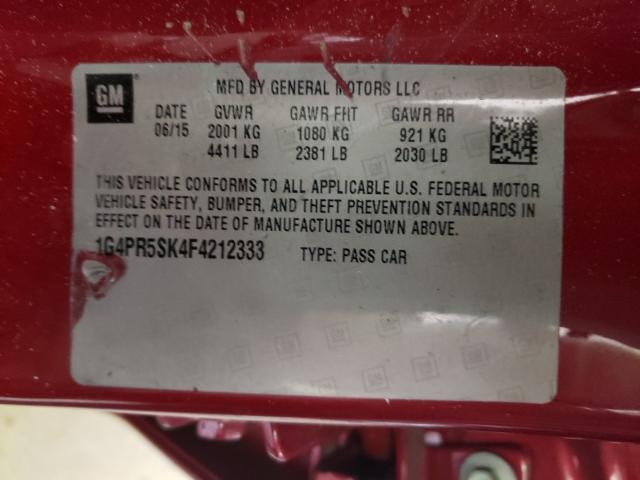 GM
MFD BY GENERAL MOTORS LLC
DATE GVWR GAWR FRT GAWR RR
06/15 2001 KG 1080 KG 921 KG
4411 LB 2381 LB 2030 LB
THIS VEHICLE CONFORMS TO ALL APPLICABLE U.S. FEDERAL MOTOR
VEHICLE SAFETY, BUMPER, AND THEFT PREVENTION STANDARDS IN
EFFECT ON THE DATE OF MANUFACTURE SHOWN ABOVE.
1G4PR5SK4F4212333 TYPE: PASS CAR